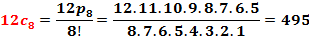 12c₈ = 12p₈ / 8! = 12.11.10.9.8.7.6.5 / 8.7.6.5.4.3.2.1 = 495